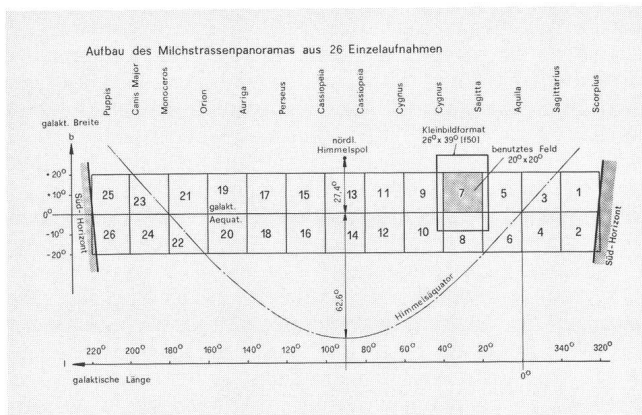 Aufbau des Milchstrassenpanoramas aus 26 Einzelaufnahmen
Puppis
Canis Major
Monoceros
Orion
Auriga
Perseus
Cassiopeia
Cassiopeia
Cygnus
Cygnus
Sagitta
Aquila
Sagittarius
Scorpius
galakt. Breite
b
nördl.
Himmelspol
Kleinbildformat
26° x 39° (f50)
benutztes Feld
20° x 20°
+20°
+10°
0°
-10°
-20°
Süd-Horizont
25 23 21 19 17 15 13 11 9 7 5 3 1
galakt.
Aequat.
27,4°
26 24 22 20 18 16 14 12 10 8 6 4 2
Süd-Horizont
62,6°
Himmelsäquator
l
220° 200° 180° 160° 140° 120° 100° 80° 60° 40° 20° 340° 320°
galaktische Länge
0°